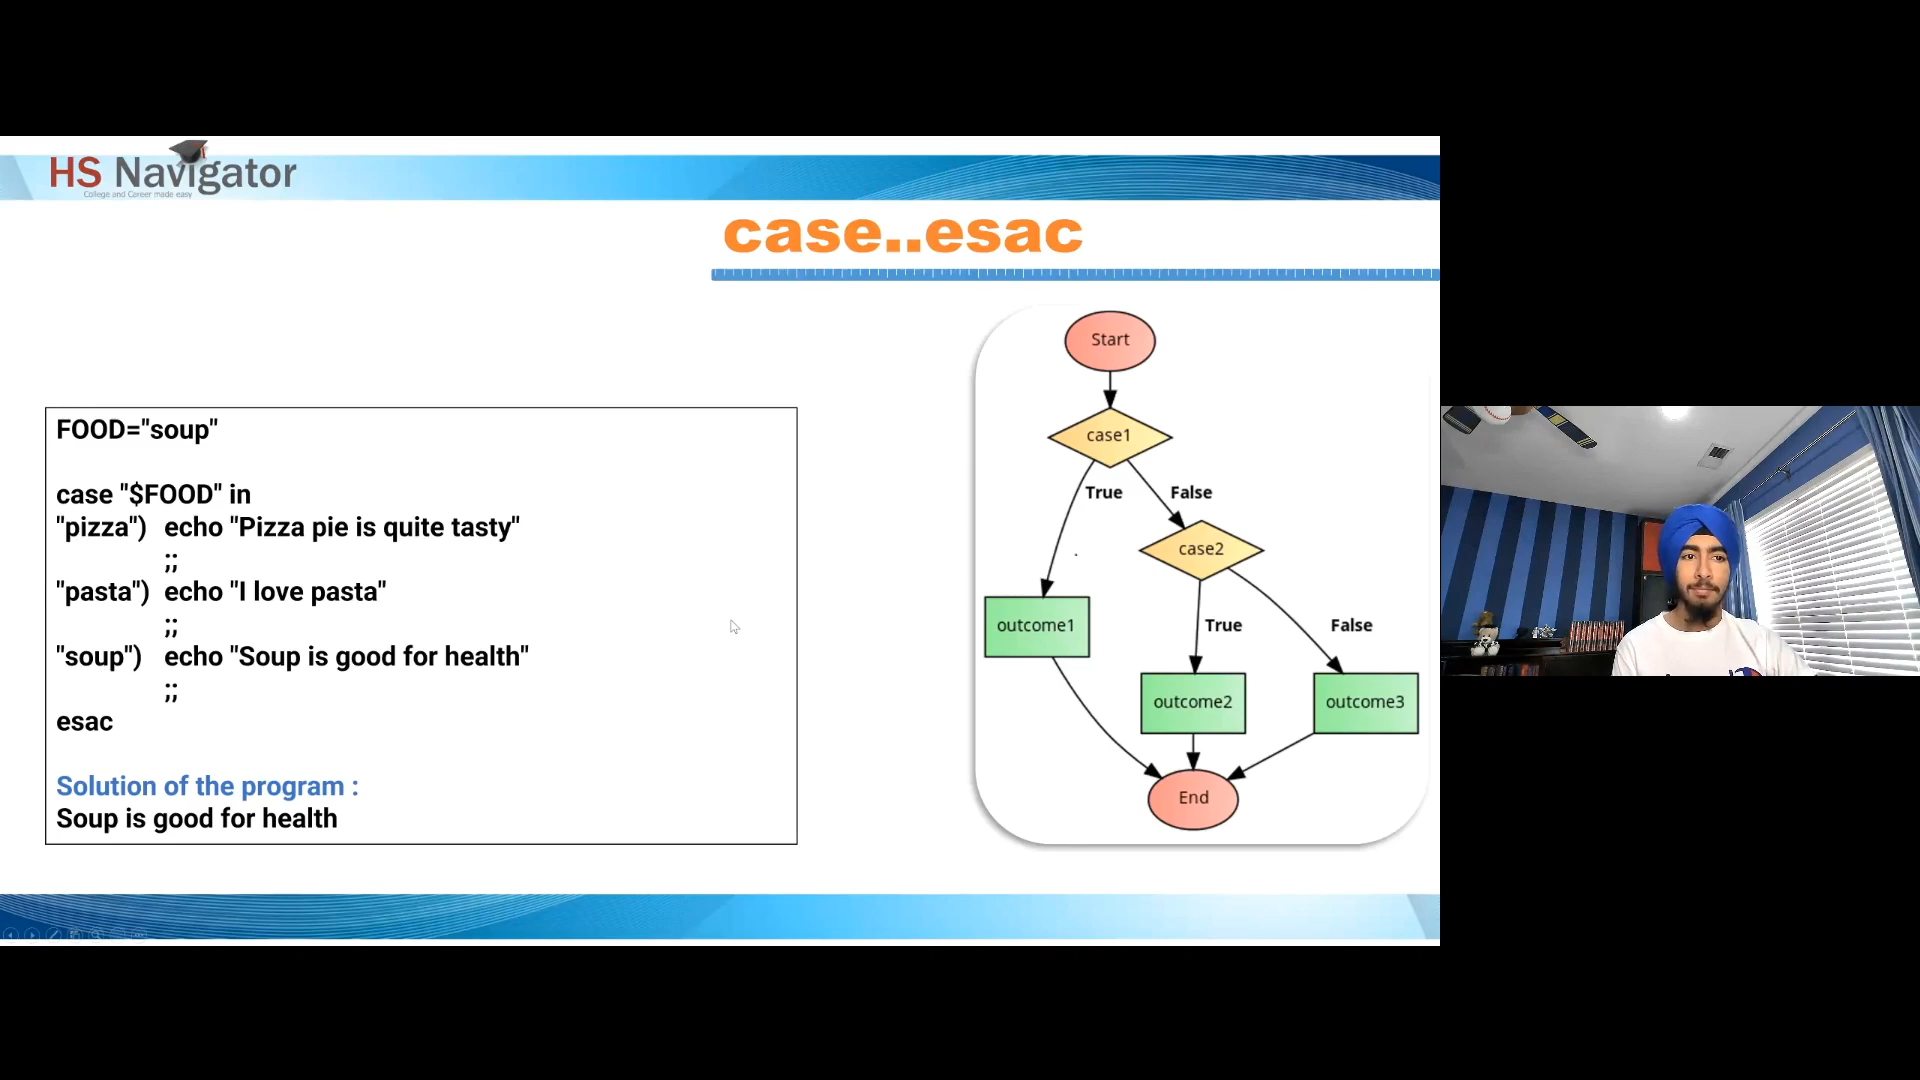 HS Navigator
College and Career made easy
case..esac
FOOD="soup"
case "$FOOD" in
"pizza") echo "Pizza pie is quite tasty"
;;
"pasta") echo "I love pasta"
;;
"soup") echo "Soup is good for health"
;;
esac
Solution of the program :
Soup is good for health
Start
case1
True
False
case2
outcome1
True
False
outcome2
outcome3
End